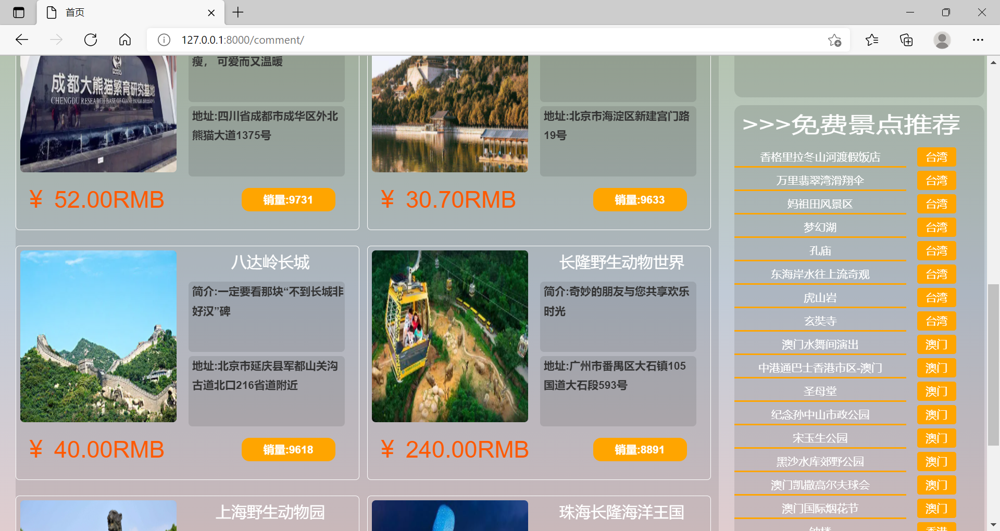 首页
127.0.0.1:8000/comment/
成都大熊猫繁育研究基地
CHENGDU RESEARCH BASE OF GIANT PANDA BREEDING
瘦， 可爱而又温暖
地址:四川省成都市成华区外北
熊猫大道1375号
¥ 52.00RMB
销量:9731
地址:北京市海淀区新建宫门路
19号
¥ 30.70RMB
销量:9633
八达岭长城
简介:一定要看那块“不到长城非
好汉”碑
地址:北京市延庆县军都山关沟
古道北口216省道附近
¥ 40.00RMB
销量:9618
长隆野生动物世界
简介:奇妙的朋友与您共享欢乐
时光
地址:广州市番禺区大石镇105
国道大石段593号
¥ 240.00RMB
销量:8891
上海野生动物园
珠海长隆海洋王国
>>>免费景点推荐
香格里拉冬山河渡假饭店 台湾
万里翡翠湾滑翔伞 台湾
妈祖田风景区 台湾
梦幻湖 台湾
孔庙 台湾
东海岸水往上流奇观 台湾
虎山岩 台湾
玄奘寺 台湾
澳门水舞间演出 澳门
中港通巴士香港市区-澳门 澳门
圣母堂 澳门
纪念孙中山市政公园 澳门
宋玉生公园 澳门
黑沙水库郊野公园 澳门
澳门凯撒高尔夫球会 澳门
澳门国际烟花节 澳门
钟楼 香港